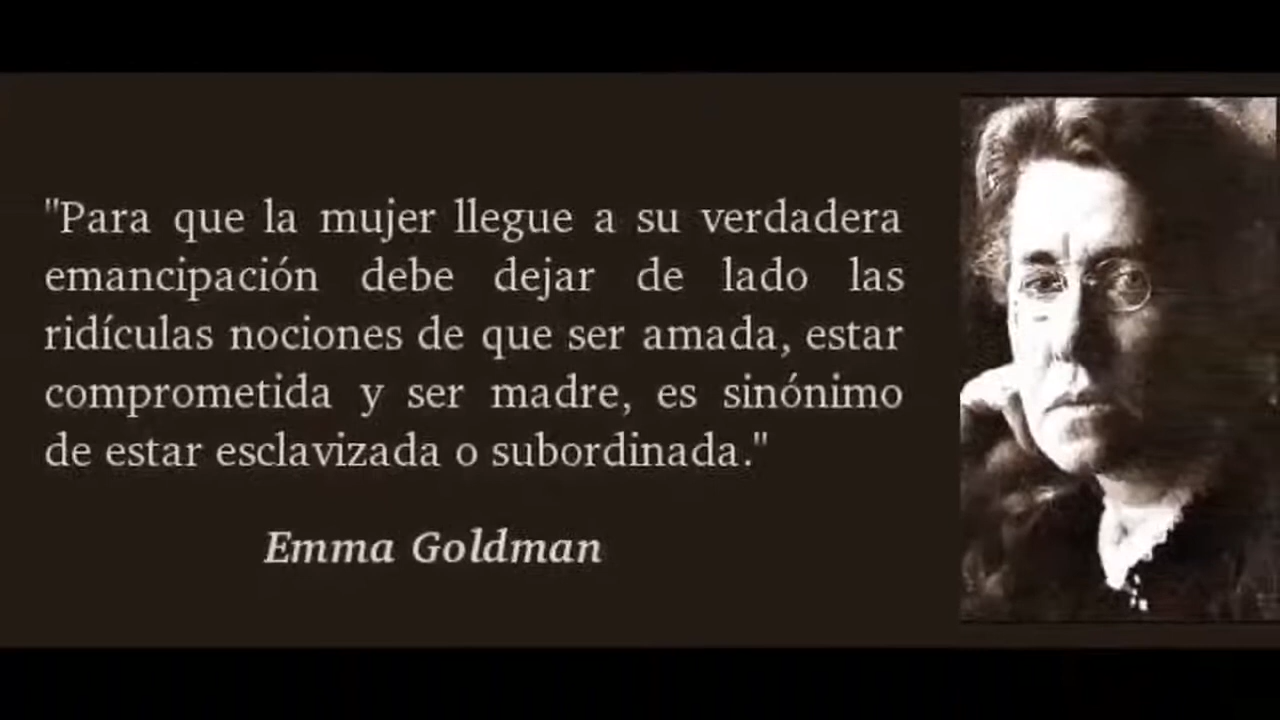 "Para que la mujer llegue a su verdadera
emancipación debe dejar de lado las
ridículas nociones de que ser amada, estar
comprometida y ser madre, es sinónimo
de estar esclavizada o subordinada."
Emma Goldman